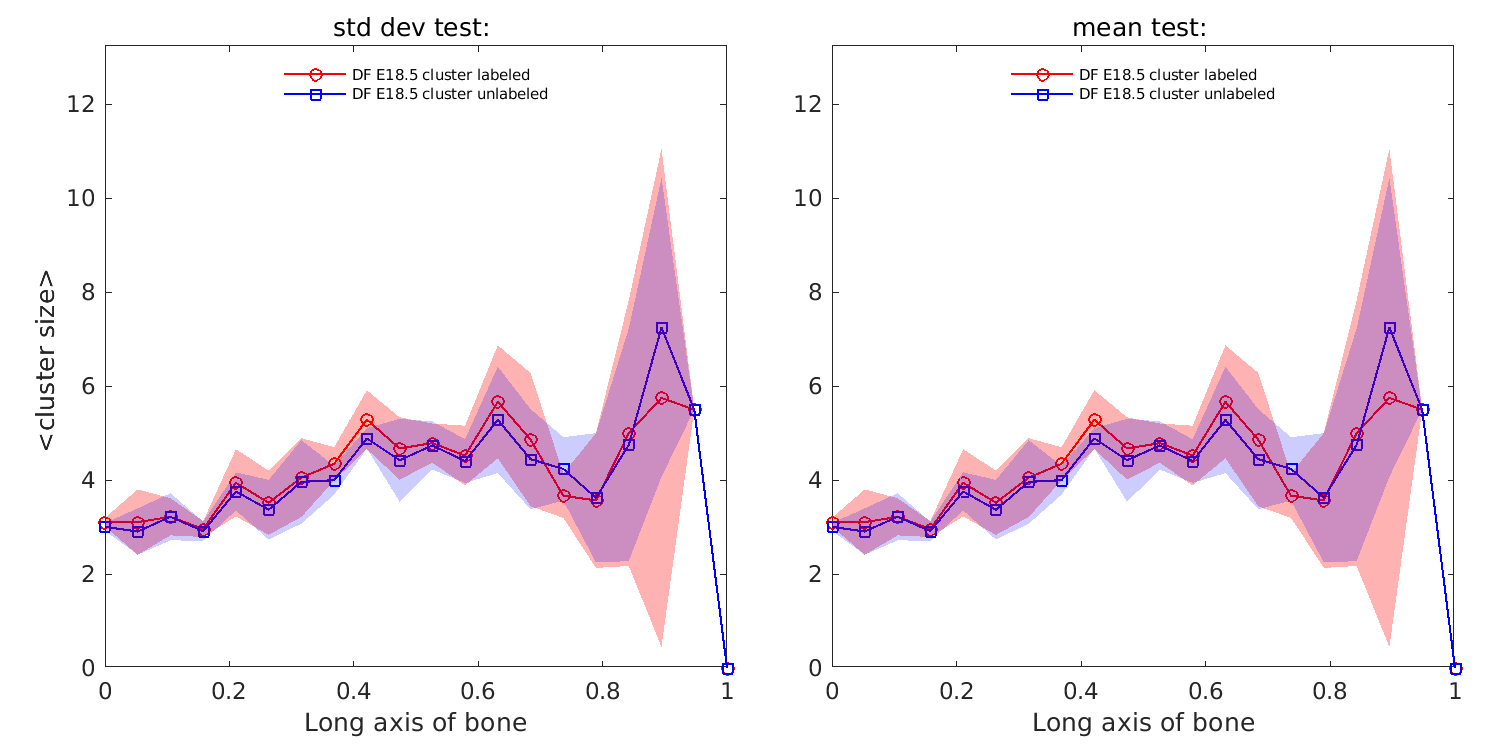 std dev test:
DF E18.5 cluster labeled
DF E18.5 cluster unlabeled
12
10
8
6
4
2
0
<cluster size>
0 0.2 0.4 0.6 0.8 1
Long axis of bone
mean test:
DF E18.5 cluster labeled
DF E18.5 cluster unlabeled
12
10
8
6
4
2
0
0 0.2 0.4 0.6 0.8 1
Long axis of bone